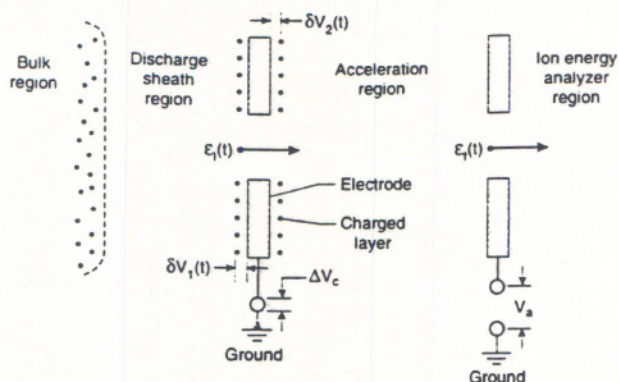 δV₂(t)
Bulk
region
Discharge
sheath
region
Acceleration
region
Ion energy
analyzer
region
ε₁(t)
εf(t)
Electrode
Charged
layer
δV₁(t)
ΔVc
Va
Ground
Ground